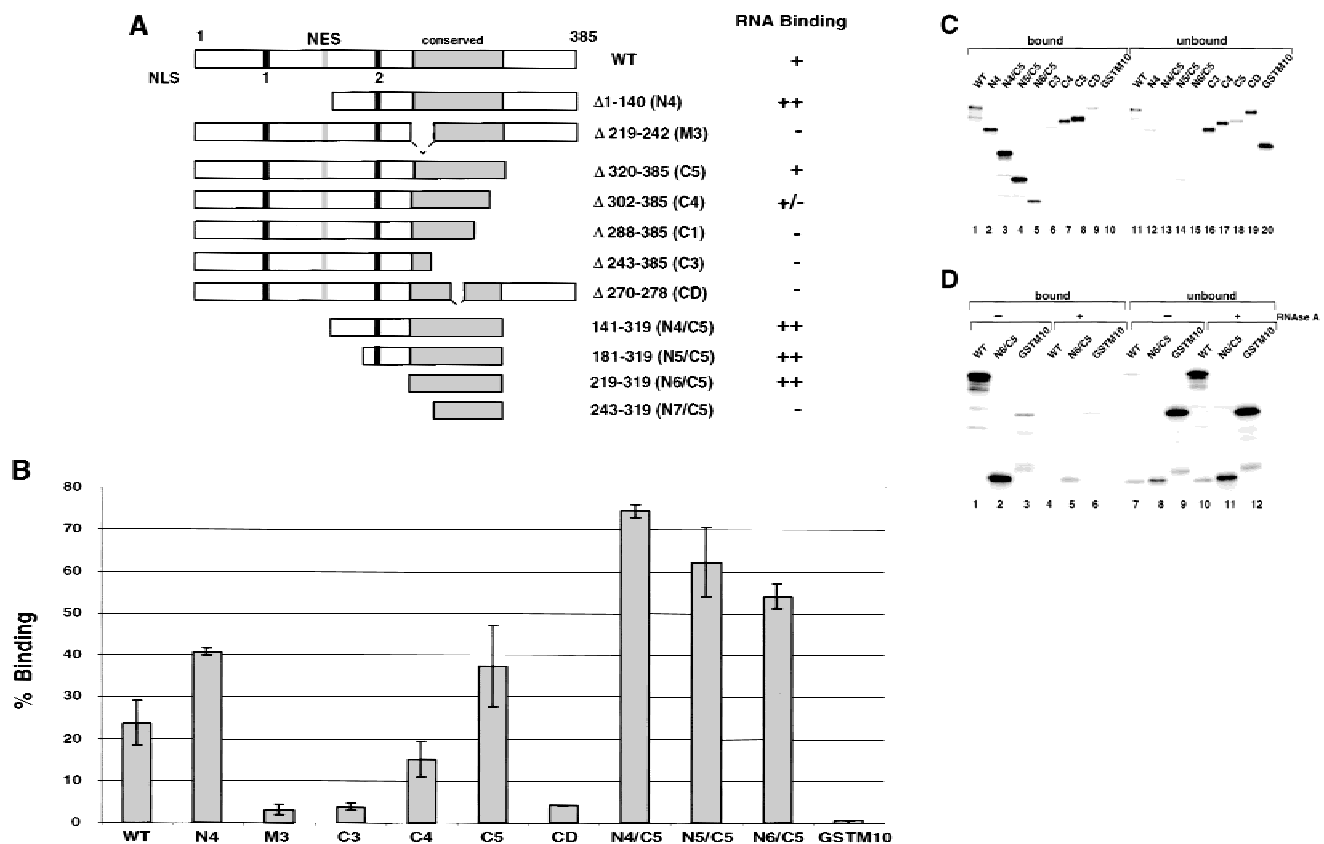 A
RNA Binding
1 NES conserved 385
WT +
NLS 1 2
Δ1-140 (N4) ++
Δ 219-242 (M3) -
Δ 320-385 (C5) +
Δ 302-385 (C4) +/-
Δ 288-385 (C1) -
Δ 243-385 (C3) -
Δ 270-278 (CD) -
141-319 (N4/C5) ++
181-319 (N5/C5) ++
219-319 (N6/C5) ++
243-319 (N7/C5) -
B
% Binding
80
70
60
50
40
30
20
10
0
WT N4 M3 C3 C4 C5 CD N4/C5 N5/C5 N6/C5 GSTM10
C
bound unbound
WT N4 N4/C5 N5/C5 N6/C5 C3 C4 C5 CD GSTM10 WT N4 N4/C5 N5/C5 N6/C5 C3 C4 C5 CD GSTM10
1 2 3 4 5 6 7 8 9 10 11 12 13 14 15 16 17 18 19 20
D
bound unbound
− + − + RNAse A
WT N6/C5 GSTM10 WT N6/C5 GSTM10 WT N6/C5 GSTM10 WT N6/C5 GSTM10
1 2 3 4 5 6 7 8 9 10 11 12